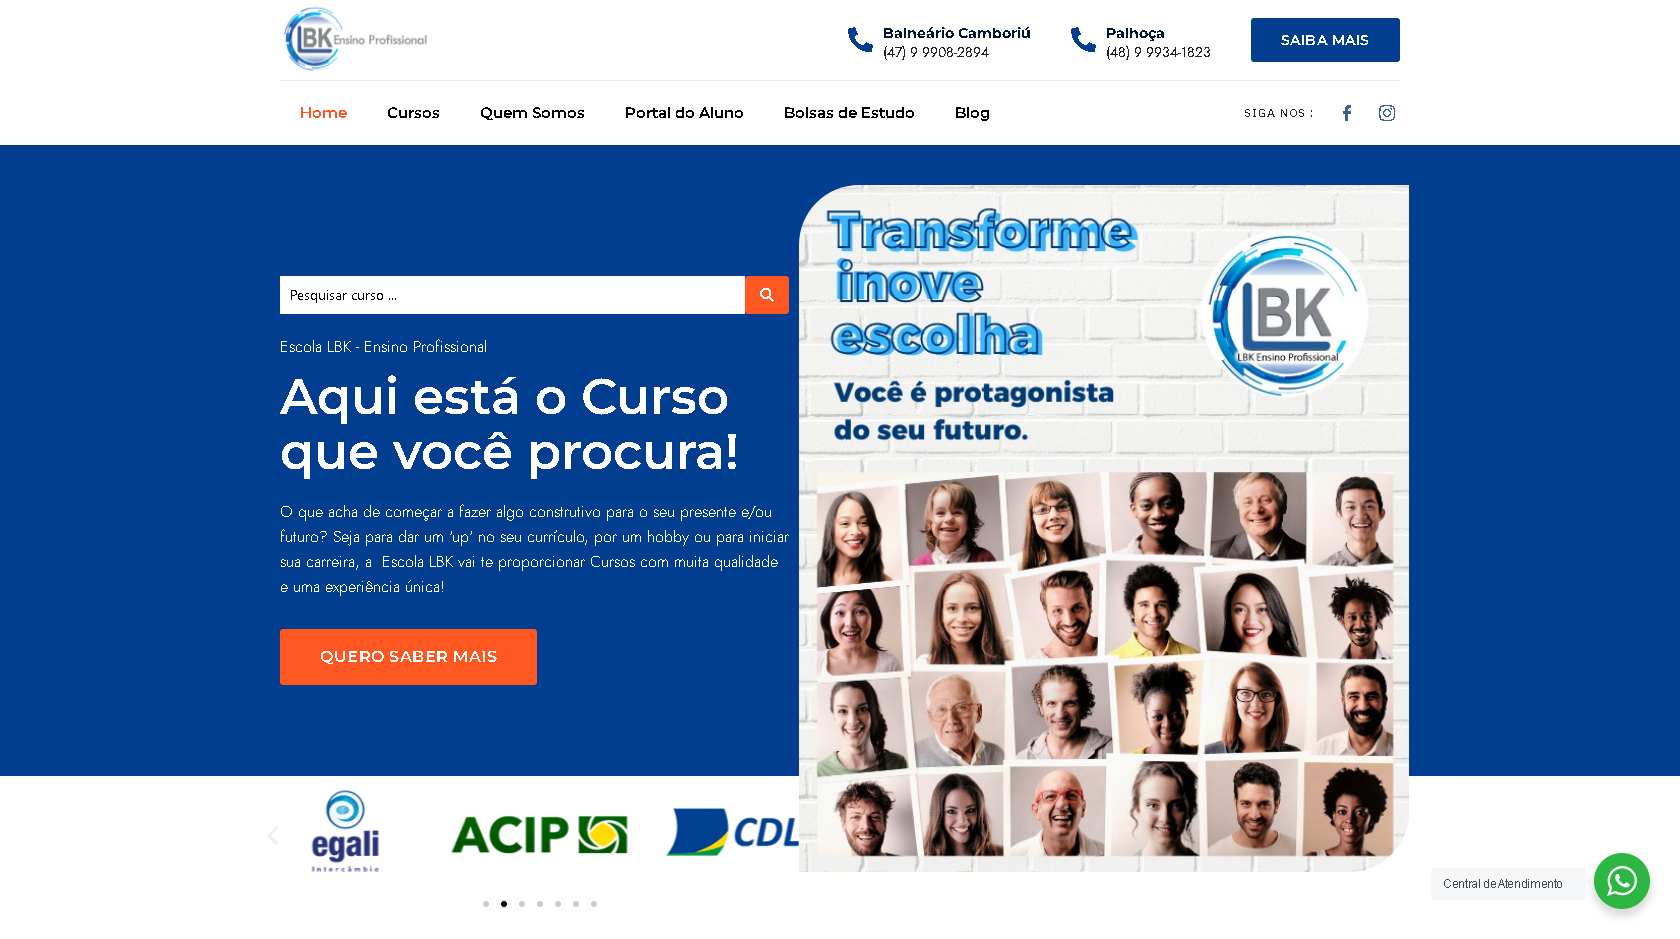 LBK Ensino Profissional
Balneário Camboriú
(47) 9 9908-2894
Palhoça
(48) 9 9934-1823
SAIBA MAIS
Home
Cursos
Quem Somos
Portal do Aluno
Bolsas de Estudo
Blog
SIGA NOS :
Pesquisar curso ...
Escola LBK - Ensino Profissional
Aqui está o Curso
que você procura!
O que acha de começar a fazer algo construtivo para o seu presente e/ou
futuro? Seja para dar um 'up' no seu currículo, por um hobby ou para iniciar
sua carreira, a  Escola LBK vai te proporcionar Cursos com muita qualidade
e uma experiência única!
QUERO SABER MAIS
Transforme
inove
escolha
Você é protagonista
do seu futuro.
LBK
LBK Ensino Profissional
egali
Intercâmbio
ACIP
CDL
Central de Atendimento